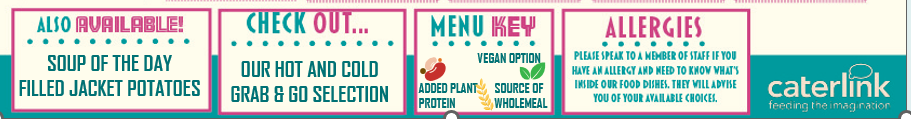 ALSO AVAILABLE!
SOUP OF THE DAY
FILLED JACKET POTATOES
CHECK OUT...
OUR HOT AND COLD
GRAB & GO SELECTION
MENU KEY
VEGAN OPTION
ADDED PLANT
PROTEIN
SOURCE OF
WHOLEMEAL
ALLERGIES
PLEASE SPEAK TO A MEMBER OF STAFF IF YOU
HAVE AN ALLERGY AND NEED TO KNOW WHAT'S
INSIDE OUR FOOD DISHES. THEY WILL ADVISE
YOU OF YOUR AVAILABLE CHOICES.
caterlink
feeding the imagination